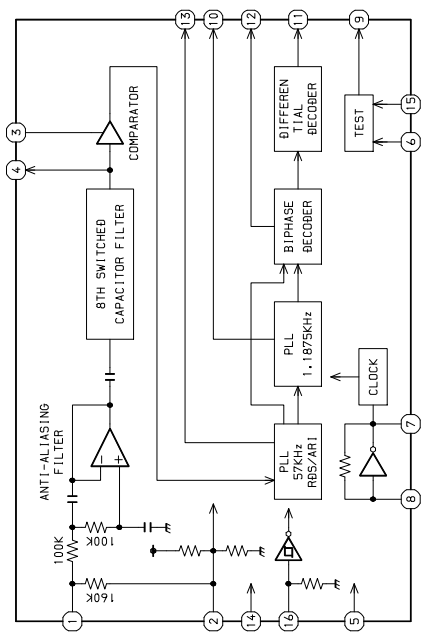 13
10
12
11
9
3
4
COMPARATOR
8TH SWITCHED
CAPACITOR FILTER
DIFFEREN
TIAL
DECODER
TEST
15
6
BIPHASE
DECODER
PLL
1.1875KHz
CLOCK
ANTI-ALIASING
FILTER
-
+
PLL
57KHz
RDS/ARI
7
8
100K
100K
160K
1
2
14
16
5